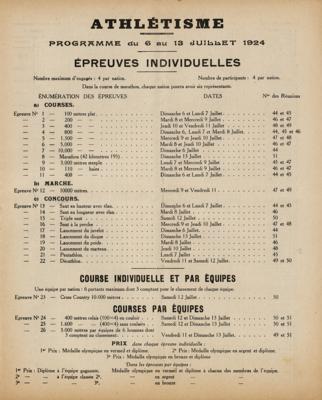 ATHLÉTISME
PROGRAMME du 6 au 13 JUILLET 1924
ÉPREUVES INDIVIDUELLES
Nombre maximum d'engagés : 4 par nation. Nombre de participants : 4 par nation.
Dans la course de marathon, chaque nation pourra avoir six représentants.
ÉNUMÉRATION DES ÉPREUVES DATES Nos des Réunions
a) COURSES.
Epreuve No 1 — 100 mètres plat Dimanche 6 et Lundi 7 Juillet 44 et 45
— 2 — 200 — — Mardi 8 et Mercredi 9 Juillet 46 et 47
— 3 — 400 — — Jeudi 10 et Vendredi 11 Juillet 48 et 49
— 4 — 800 — — Dimanche 6, Lundi 7 et Mardi 8 Juillet 44, 45 et 46
— 5 — 1.500 — — Mercredi 9 et Jeudi 10 Juillet 47 et 48
— 6 — 5.000 — — Mardi 8 et Jeudi 10 Juillet 46 et
— 7 — 10.000 — — Dimanche 6 Juillet 44
— 8 — Marathon (42 kilomètres Dimanche 13 Juillet 51
— 9 — 3.000 mètres steeple Lundi 7 et Mercredi 9 Juillet 45 et 47
— 10 — 110 — haies Mardi 8 et Mercredi 9 Juillet 46 et 47
— 11 — 400 — — Dimanche 6 et Lundi 7 Juillet 44 et 45
b) MARCHE.
Epreuve No 12 — 10000 mètres Mercredi 9 et Vendredi 11 47 et 49
c) CONCOURS.
Epreuve No 13 — Saut en hauteur avec élan Dimanche 6 et Lundi 7 Juillet 44 et 45
— 14 — Saut en longueur avec élan Mardi 8 Juillet 46
— 15 — Triple saut Samedi 12 Juillet 50
— 16 — Saut à la perche Mercredi 9 et Jeudi 10 Juillet 47 et 48
— 17 — Lancement du javelot Dimanche 6 Juillet 44
— 18 — Lancement du disque Dimanche 13 Juillet 51
— 19 — Lancement du poids Mardi 8 Juillet 46
— 20 — Lancement du marteau Jeudi 10 Juillet 48
— 21 — Pentathlon Lundi 7 Juillet 45
— 22 — Décathlon Vendredi 11 et Samedi 12 Juillet 49 et 50
COURSE INDIVIDUELLE ET PAR ÉQUIPES
Une équipe par nation : 6 partants maximum dont 3 comptant pour le classement de chaque équipe.
Epreuve No 23 — Cross Country 10.000 mètres Samedi 12 Juillet 50
COURSES PAR ÉQUIPES
Epreuve No 24 — 400 mètres relais (100×4) en couloir Samedi 12 et Dimanche 13 Juillet 50 et 51
— 25 — 1.600 — — (400×4) sans couloirs Samedi 12 et Dimanche 13 Juillet 50 et 51
— 26 — 3.000 mètres par équipes de 6 hommes dont
3 comptant au classement Vendredi 11 et Dimanche 13 Juillet 49 et 51
PRIX dans chaque épreuve individuelle :
1er Prix : Médaille olympique en vermeil et diplôme. 2e Prix : Médaille olympique en argent et diplôme.
3e Prix : Médaille olympique en bronze et diplôme.
Dans les épreuves par équipes :
1er Prix : Diplôme à l'équipe gagnante. Médaille olympique en vermeil et diplôme à chacun des membres de l'équipe.
2e — à l'équipe classée 2e. — en argent —
3e — — 3e. — en bronze —